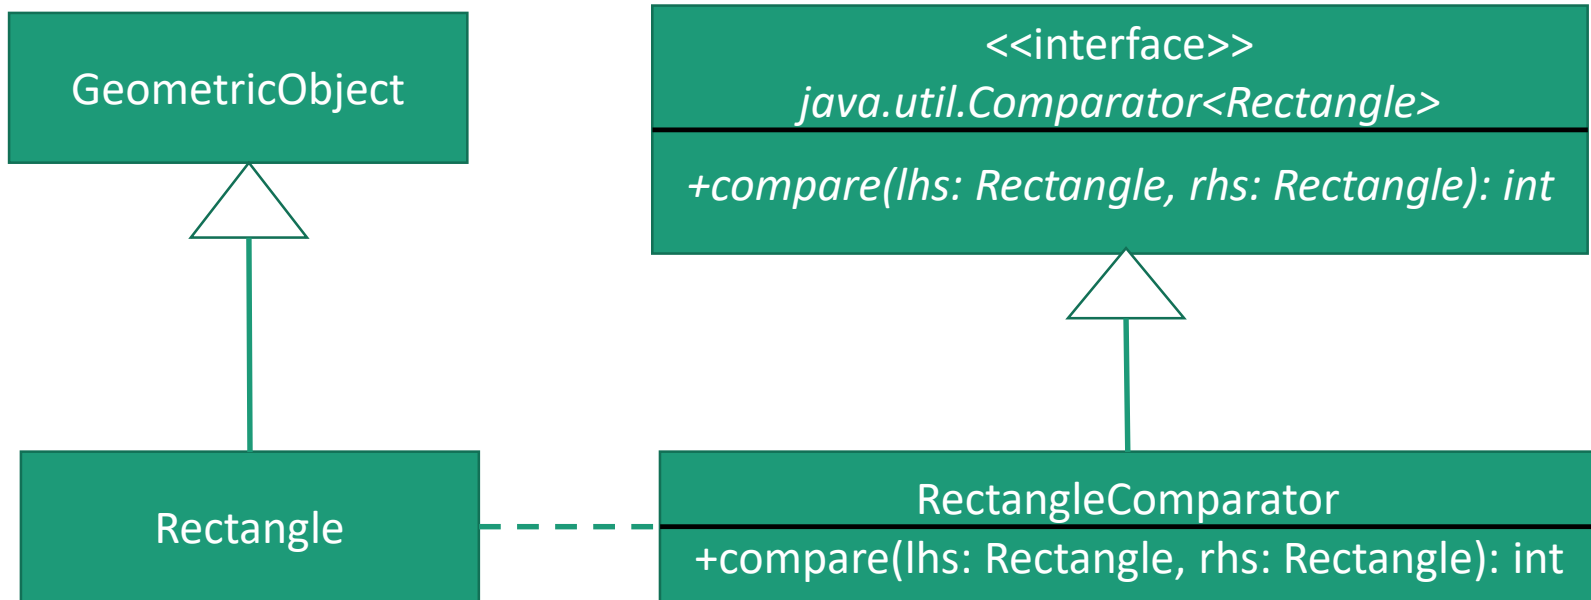 GeometricObject
<<interface>>
java.util.Comparator<Rectangle>
+compare(lhs: Rectangle, rhs: Rectangle): int
Rectangle
RectangleComparator
+compare(lhs: Rectangle, rhs: Rectangle): int